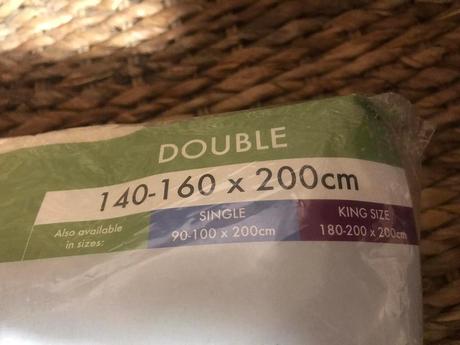 DOUBLE
140-160 x 200cm
Also available
in sizes:
SINGLE
90-100 x 200cm
KING SIZE
180-200 x 200cm